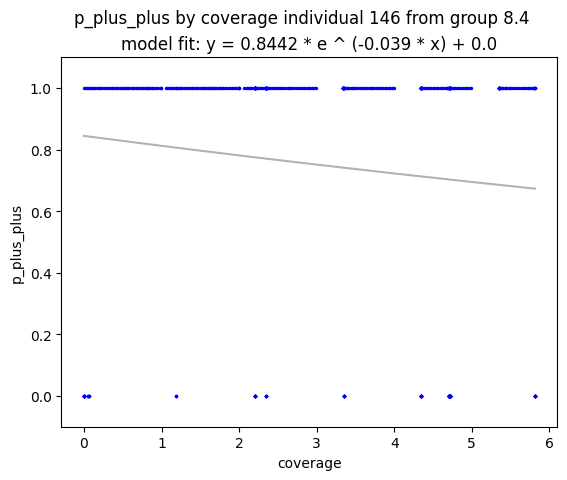 p_plus_plus by coverage individual 146 from group 8.4
model fit: y = 0.8442 * e ^ (-0.039 * x) + 0.0
1.0
0.8
0.6
0.4
0.2
0.0
p_plus_plus
0 1 2 3 4 5 6
coverage